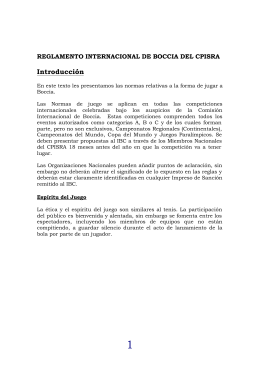 REGLAMENTO INTERNACIONAL DE BOCCIA DEL CPISRA
Introducción
En este texto les presentamos las normas relativas a la forma de jugar a
Boccia.
Las Normas de juego se aplican en todas las competiciones
internacionales celebradas bajo los auspicios de la Comisión
Internacional de Boccia. Estas competiciones comprenden todos los
eventos autorizados como categorías A, B o C y de los cuales forman
parte, pero no son exclusivos, Campeonatos Regionales (Continentales),
Campeonatos del Mundo, Copa del Mundo y Juegos Paralímpicos. Se
deben presentar propuestas al IBC a través de los Miembros Nacionales
del CPISRA 18 meses antes del año en que la competición va a tener
lugar.
Las Organizaciones Nacionales pueden añadir puntos de aclaración, sin
embargo no deberán alterar el significado de lo expuesto en las reglas y
deberán estar claramente identificadas en cualquier Impreso de Sanción
remitido al IBC.
Espíritu del Juego
La ética y el espíritu del juego son similares al tenis. La participación
del público es bienvenida y alentada, sin embargo se fomenta entre los
espectadores, incluyendo los miembros de equipos que no están
compitiendo, a guardar silencio durante el acto de lanzamiento de la
bola por parte de un jugador.
1